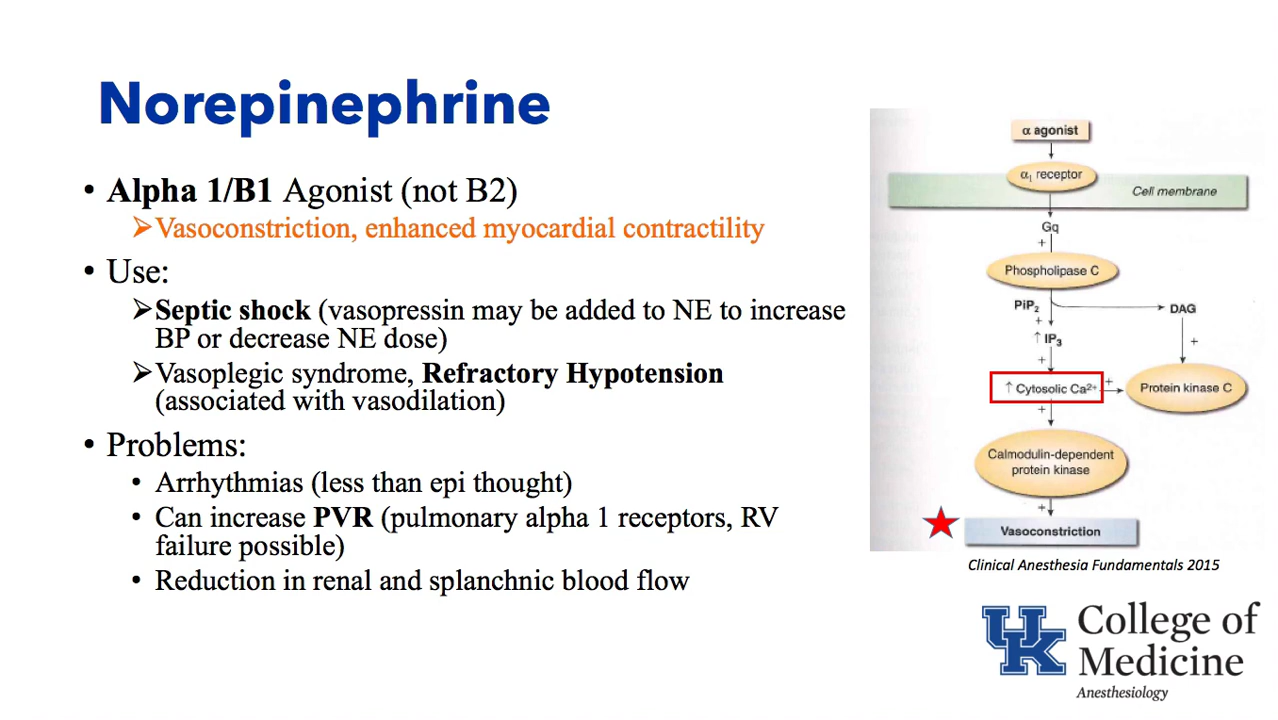 Norepinephrine
• Alpha 1/B1 Agonist (not B2)
➢Vasoconstriction, enhanced myocardial contractility
• Use:
➢Septic shock (vasopressin may be added to NE to increase
BP or decrease NE dose)
➢Vasoplegic syndrome, Refractory Hypotension
(associated with vasodilation)
• Problems:
• Arrhythmias (less than epi thought)
• Can increase PVR (pulmonary alpha 1 receptors, RV
failure possible)
• Reduction in renal and splanchnic blood flow
α agonist
α₁ receptor
Cell membrane
Gq
+
Phospholipase C
PiP₂
DAG
+
↑ IP₃
+
+
↑ Cytosolic Ca²⁺
+
Protein kinase C
+
Calmodulin-dependent
protein kinase
+
Vasoconstriction
Clinical Anesthesia Fundamentals 2015
UK
College of
Medicine
Anesthesiology